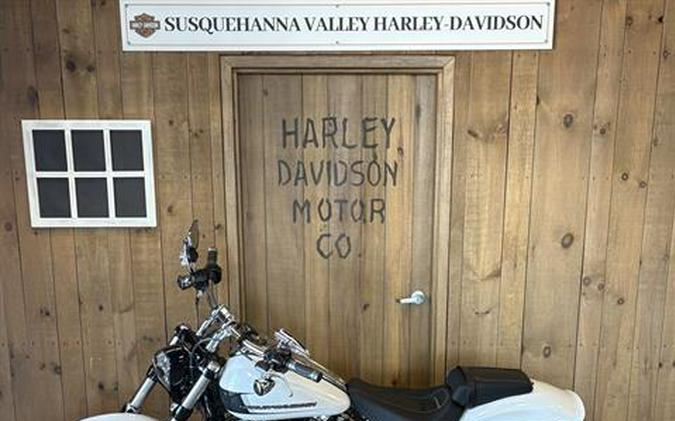 SUSQUEHANNA VALLEY HARLEY-DAVIDSON
HARLEY
DAVIDSON
MOTOR
CO